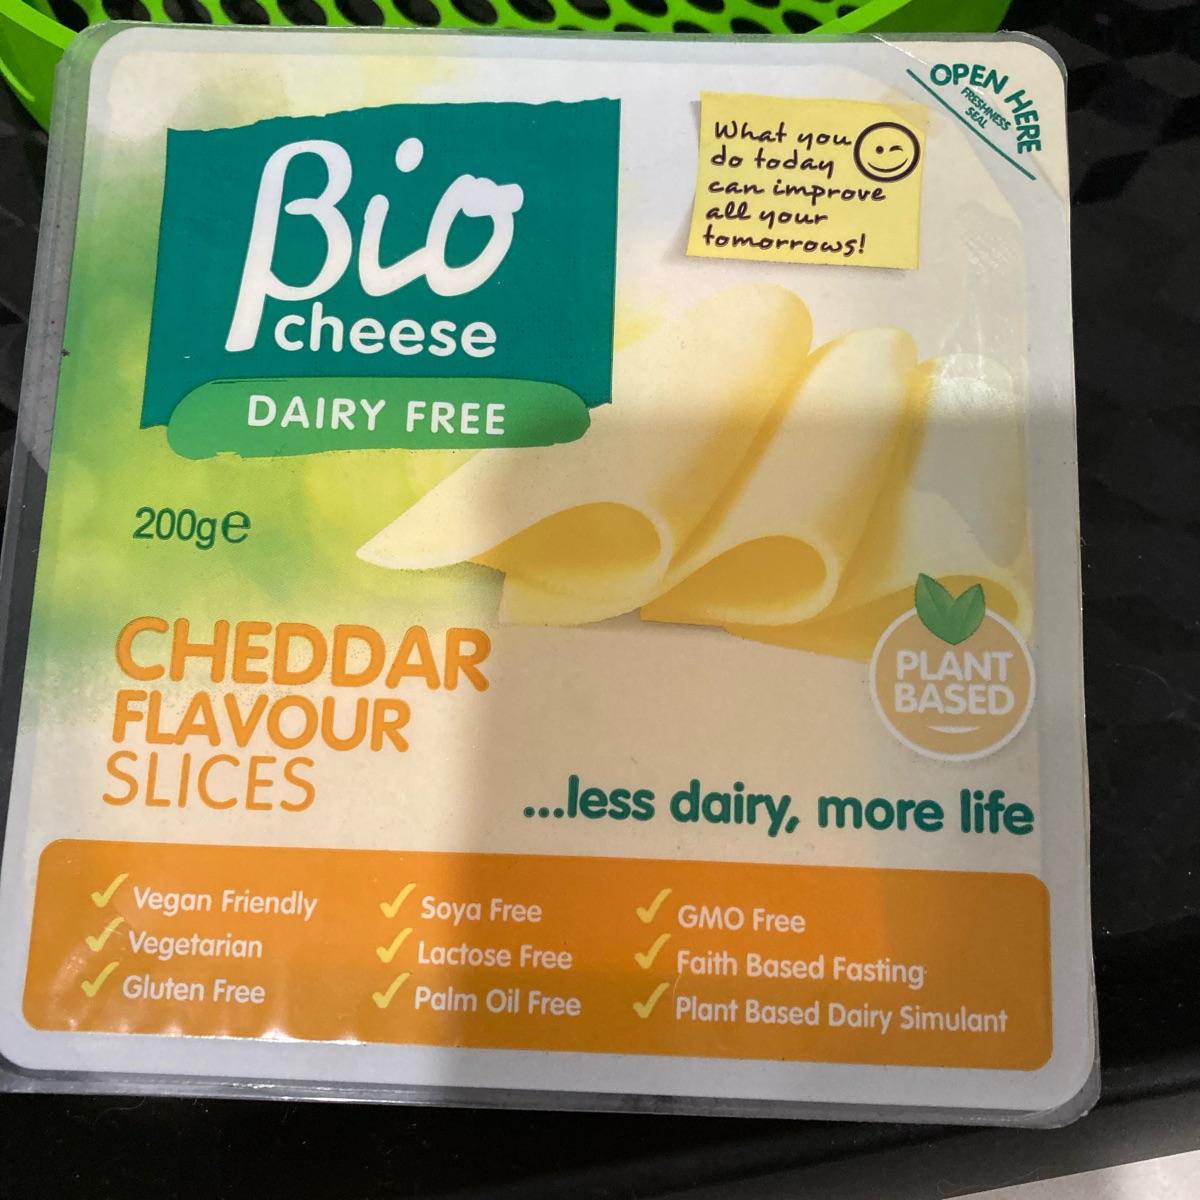 Bio
cheese
DAIRY FREE
What you
do today
can improve
all your
tomorrows!
OPEN HERE
FRESHNESS
SEAL
200g℮
CHEDDAR
FLAVOUR
SLICES
PLANT
BASED
...less dairy, more life
Vegan Friendly
Vegetarian
Gluten Free
Soya Free
Lactose Free
Palm Oil Free
GMO Free
Faith Based Fasting
Plant Based Dairy Simulant